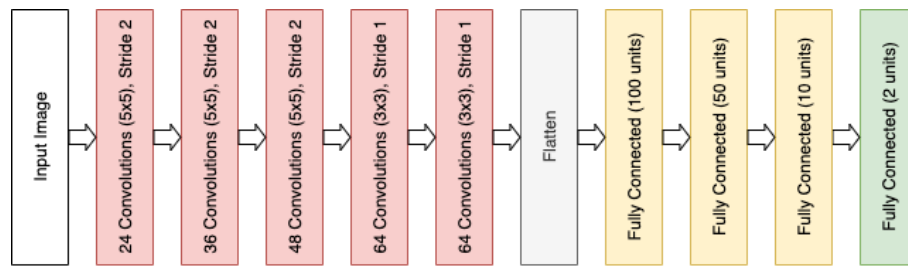 Input Image
24 Convolutions (5x5), Stride 2
36 Convolutions (5x5), Stride 2
48 Convolutions (5x5), Stride 2
64 Convolutions (3x3), Stride 1
64 Convolutions (3x3), Stride 1
Flatten
Fully Connected (100 units)
Fully Connected (50 units)
Fully Connected (10 units)
Fully Connected (2 units)